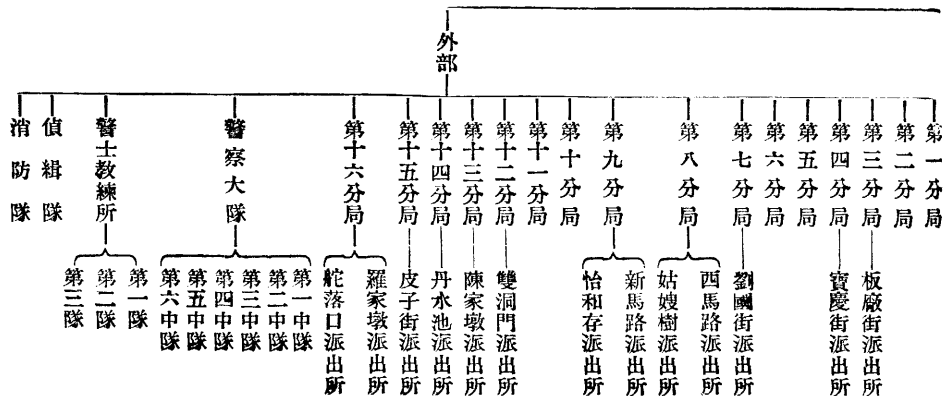 外部
第一分局
第二分局
第三分局
板廠街派出所
第四分局
寶慶街派出所
第五分局
第六分局
第七分局
劉國街派出所
第八分局
西馬路派出所
姑嫂樹派出所
第九分局
新馬路派出所
怡和存派出所
第十分局
第十一分局
第十二分局
雙洞門派出所
第十三分局
陳家墩派出所
第十四分局
丹水池派出所
第十五分局
皮子街派出所
第十六分局
羅家墩派出所
舵落口派出所
警察大隊
第一中隊
第二中隊
第三中隊
第四中隊
第五中隊
第六中隊
警士教練所
第一隊
第二隊
第三隊
偵緝隊
消防隊